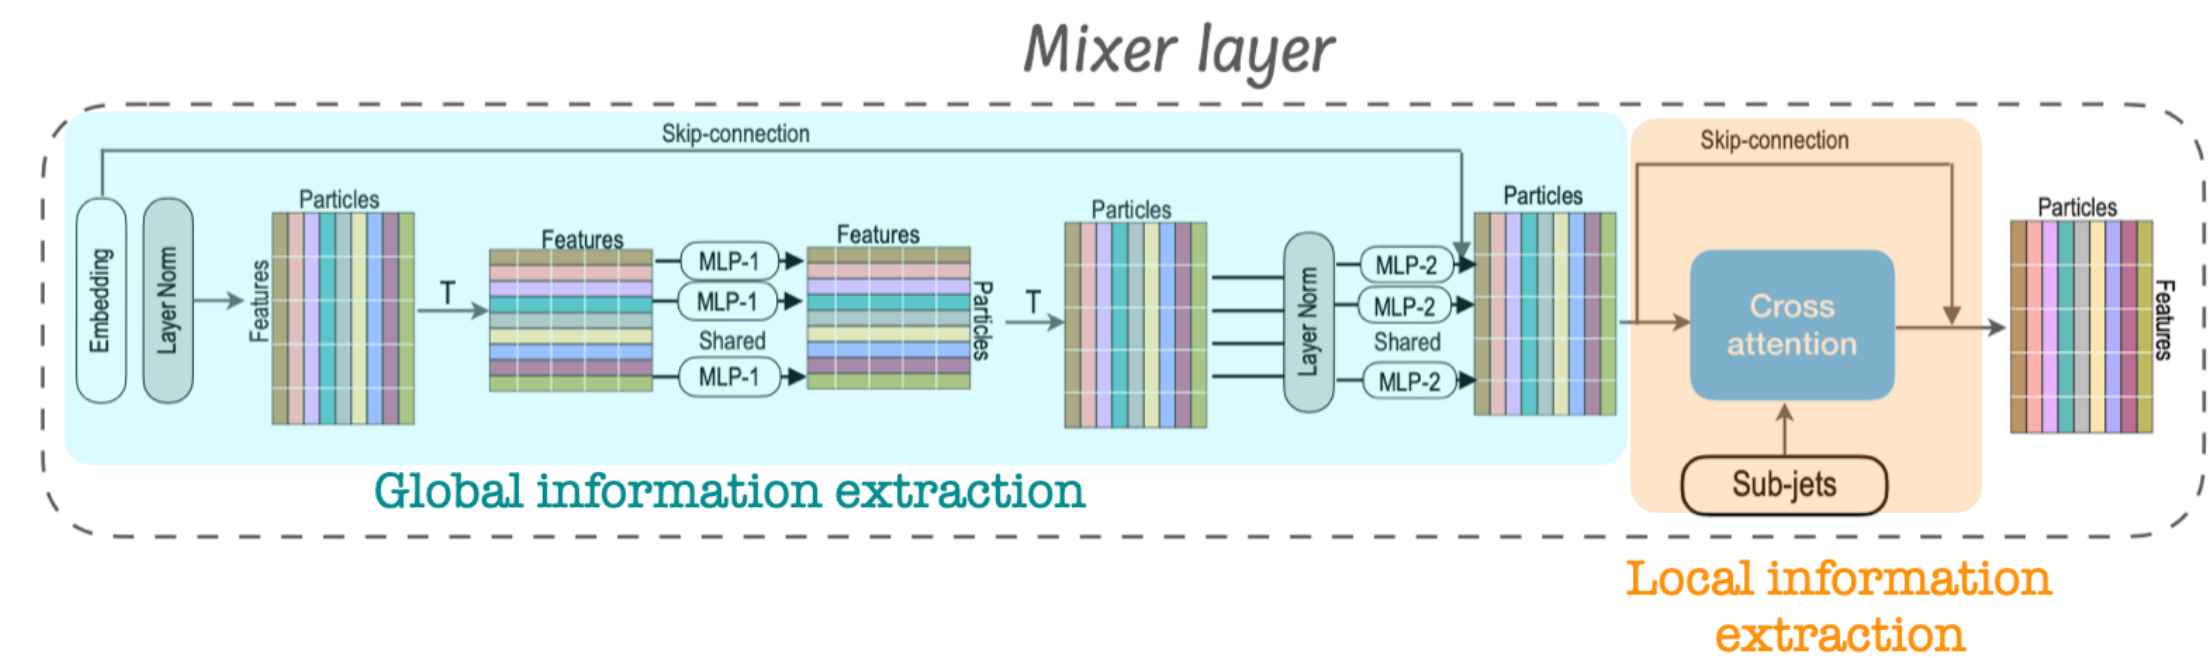 Mixer layer
Skip-connection
Skip-connection
Embedding
Layer Norm
Particles
Features
T
Features
MLP-1
MLP-1
Shared
MLP-1
Features
Particles
T
Particles
Layer Norm
MLP-2
MLP-2
Shared
MLP-2
Particles
Cross
attention
Sub-jets
Particles
Features
Global information extraction
Local information
extraction